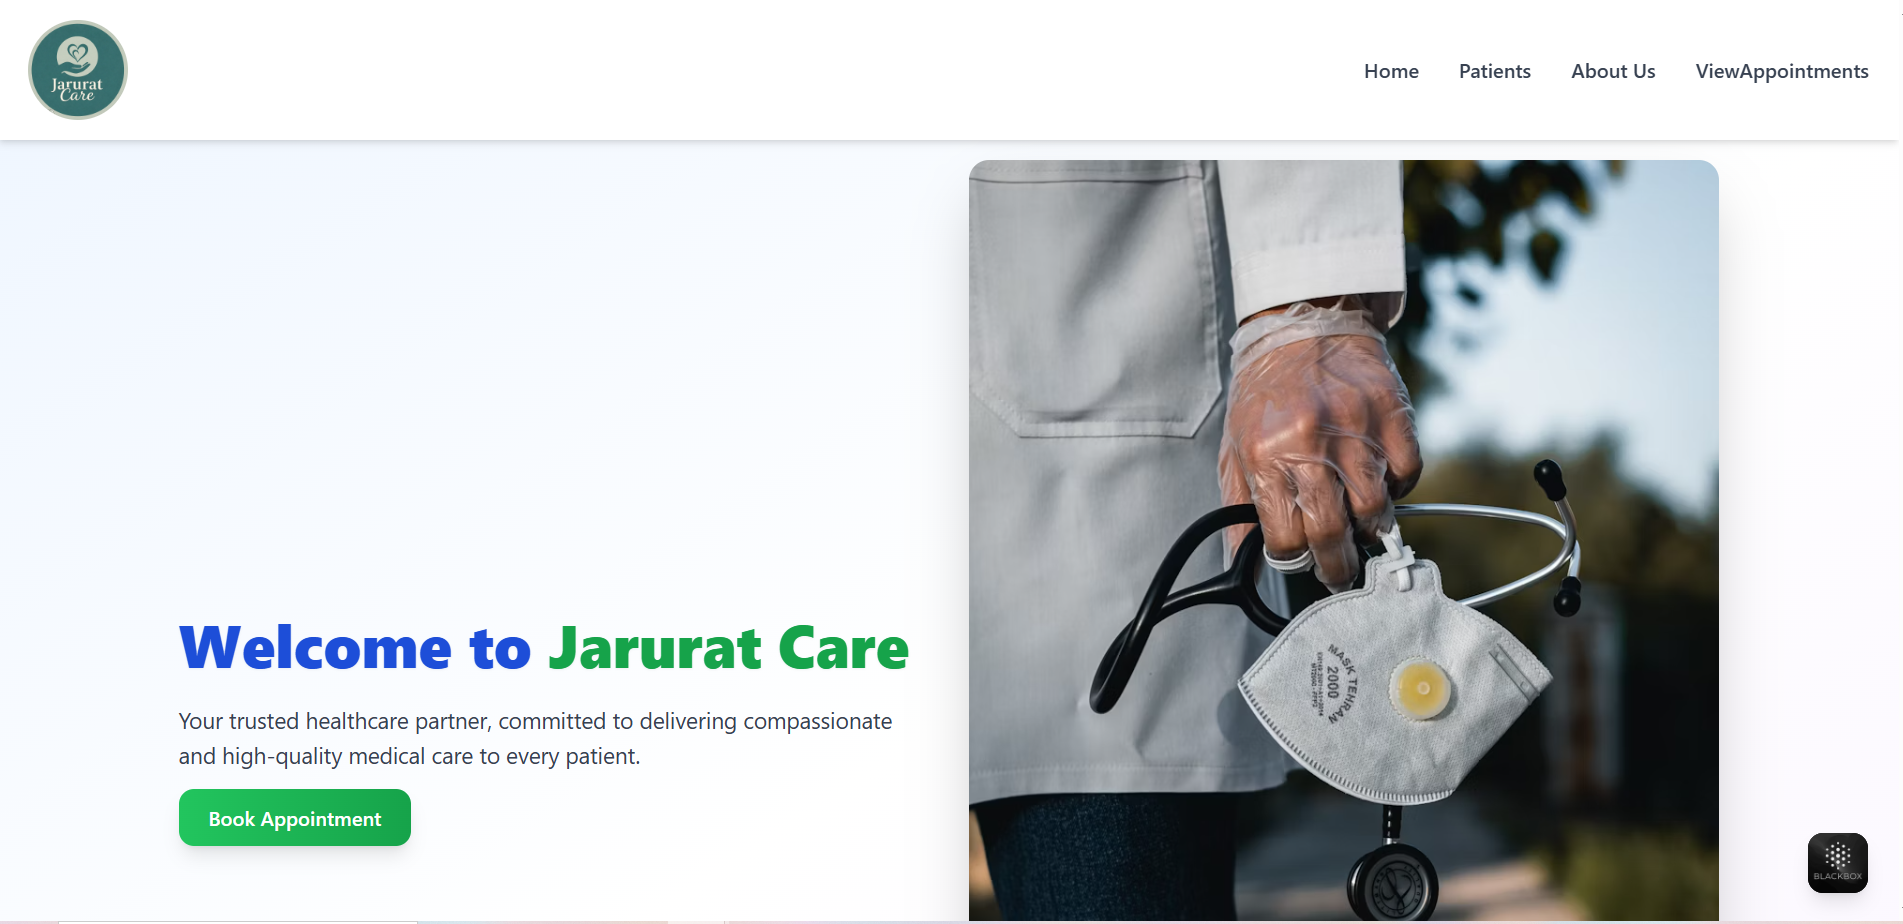 Jarurat
Care
Home
Patients
About Us
ViewAppointments
Welcome to Jarurat Care
Your trusted healthcare partner, committed to delivering compassionate
and high-quality medical care to every patient.
Book Appointment
MASK TEHRAN
2000
BLACKBOX